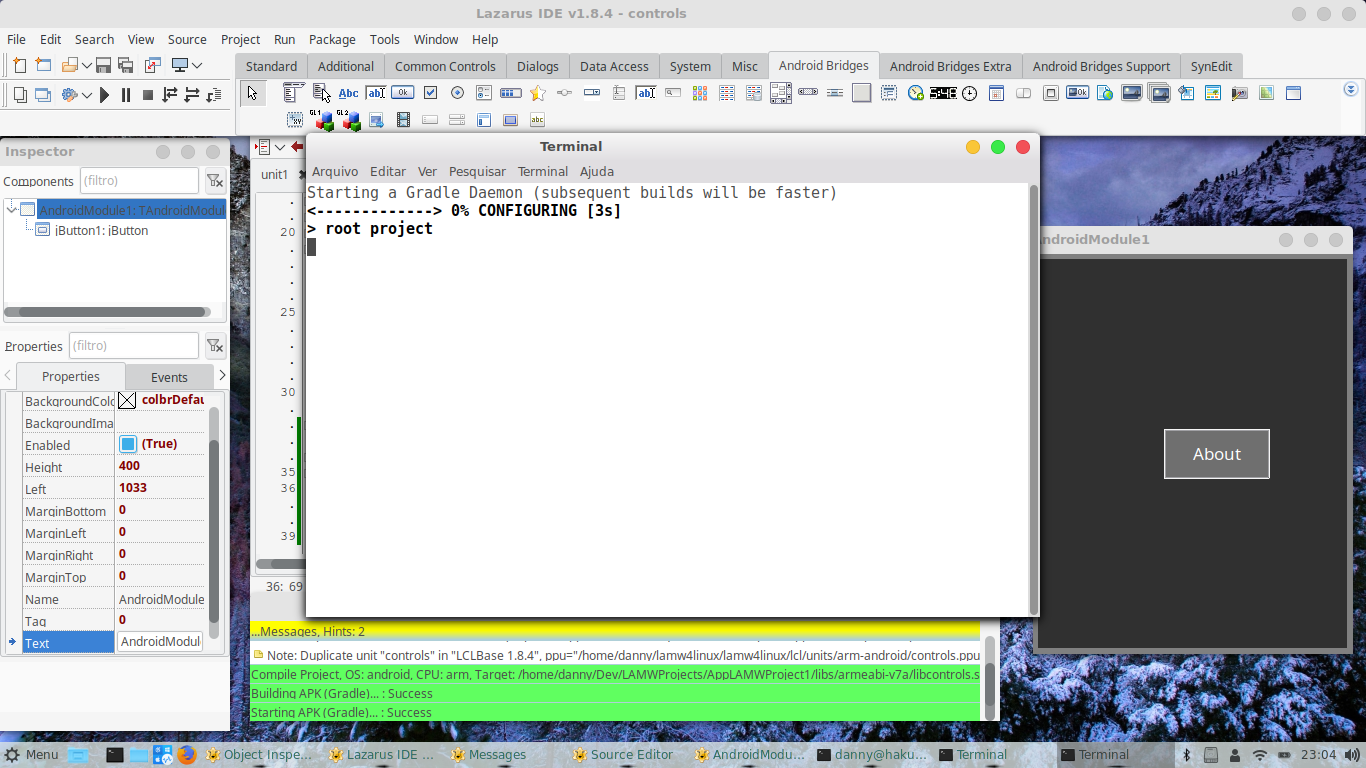 Lazarus IDE v1.8.4 - controls
File Edit Search View Source Project Run Package Tools Window Help
Standard Additional Common Controls Dialogs Data Access System Misc Android Bridges Android Bridges Extra Android Bridges Support SynEdit
Abc abI Ok
GL1 GL2 abc
Inspector
Components (filtro)
AndroidModule1: TAndroidModul
jButton1: jButton
Properties (filtro)
Properties Events
BackgroundColo colbrDefau
BackgroundIma
Enabled (True)
Height 400
Left 1033
MarginBottom 0
MarginLeft 0
MarginRight 0
MarginTop 0
Name AndroidModule
Tag 0
Text AndroidModul
unit1
20
25
30
35
36
39
36: 69
Terminal
Arquivo Editar Ver Pesquisar Terminal Ajuda
Starting a Gradle Daemon (subsequent builds will be faster)
<-------------> 0% CONFIGURING [3s]
> root project
AndroidModule1
About
...Messages, Hints: 2
Note: Duplicate unit "controls" in "LCLBase 1.8.4", ppu="/home/danny/lamw4linux/lamw4linux/lcl/units/arm-android/controls.ppu
Compile Project, OS: android, CPU: arm, Target: /home/danny/Dev/LAMWProjects/AppLAMWProject1/libs/armeabi-v7a/libcontrols.s
Building APK (Gradle)... : Success
Starting APK (Gradle)... : Success
Menu Object Inspe... Lazarus IDE ... Messages Source Editor AndroidModu... danny@haku... Terminal Terminal 23:04